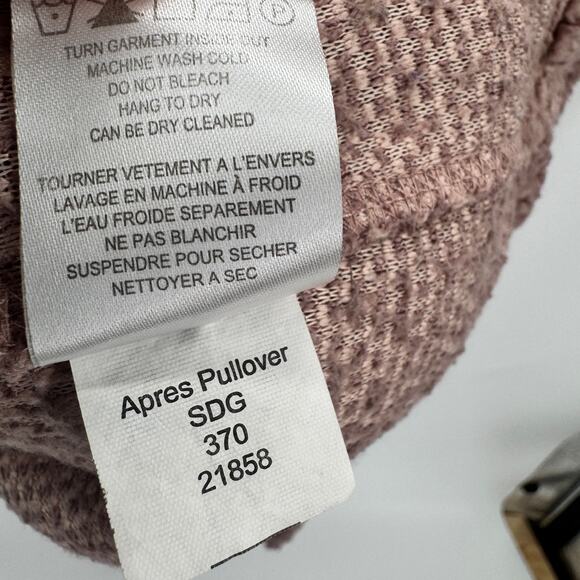 TURN GARMENT INSIDE OUT
MACHINE WASH COLD
DO NOT BLEACH
HANG TO DRY
CAN BE DRY CLEANED
TOURNER VETEMENT A L'ENVERS
LAVAGE EN MACHINE À FROID
L'EAU FROIDE SEPAREMENT
NE PAS BLANCHIR
SUSPENDRE POUR SECHER
NETTOYER A SEC
Apres Pullover
SDG
370
21858